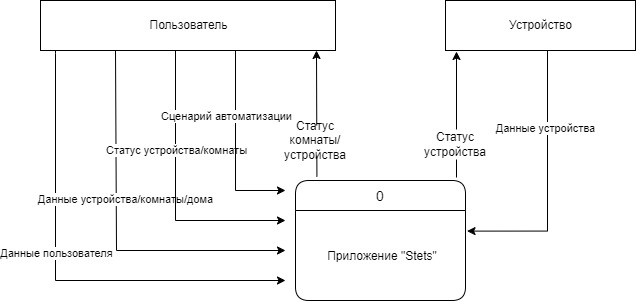 Пользователь
Устройство
Сценарий автоматизации
Статус
комнаты/
устройства
Статус
устройства
Данные устройства
Статус устройства/комнаты
Данные устройства/комнаты/дома
0
Данные пользователя
Приложение "Stets"